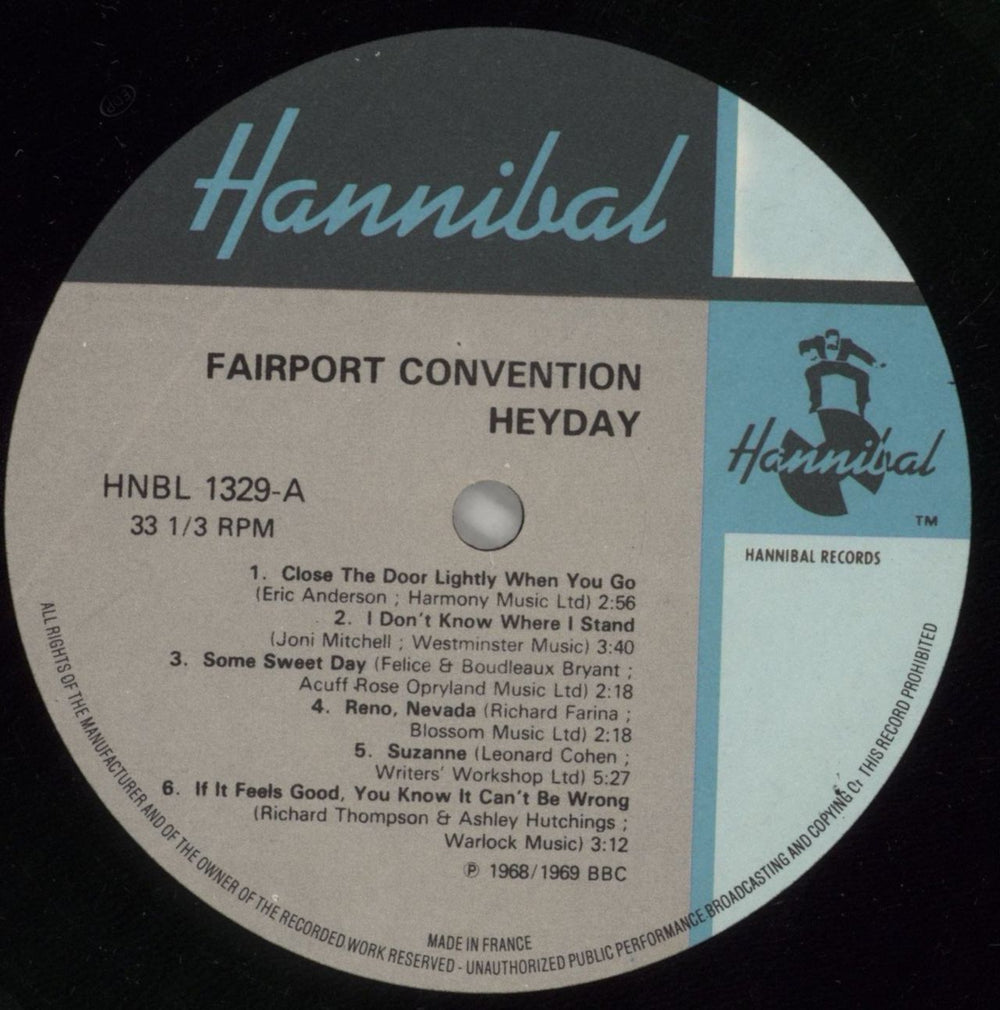 Hannibal
FAIRPORT CONVENTION
HEYDAY
HNBL 1329-A
33 1/3 RPM
1. Close The Door Lightly When You Go
(Eric Anderson ; Harmony Music Ltd) 2:56
2. I Don't Know Where I Stand
(Joni Mitchell ; Westminster Music) 3:40
3. Some Sweet Day (Felice & Boudleaux Bryant ;
Acuff-Rose Opryland Music Ltd) 2:18
4. Reno, Nevada (Richard Farina ;
Blossom Music Ltd) 2:18
5. Suzanne (Leonard Cohen ;
Writers' Workshop Ltd) 5:27
6. If It Feels Good, You Know It Can't Be Wrong
(Richard Thompson & Ashley Hutchings ;
Warlock Music) 3:12
℗ 1968/1969 BBC
MADE IN FRANCE
Hannibal
TM
HANNIBAL RECORDS
ALL RIGHTS OF THE MANUFACTURER AND OF THE OWNER OF THE RECORDED WORK RESERVED - UNAUTHORIZED PUBLIC PERFORMANCE BROADCASTING AND COPYING OF THIS RECORD PROHIBITED